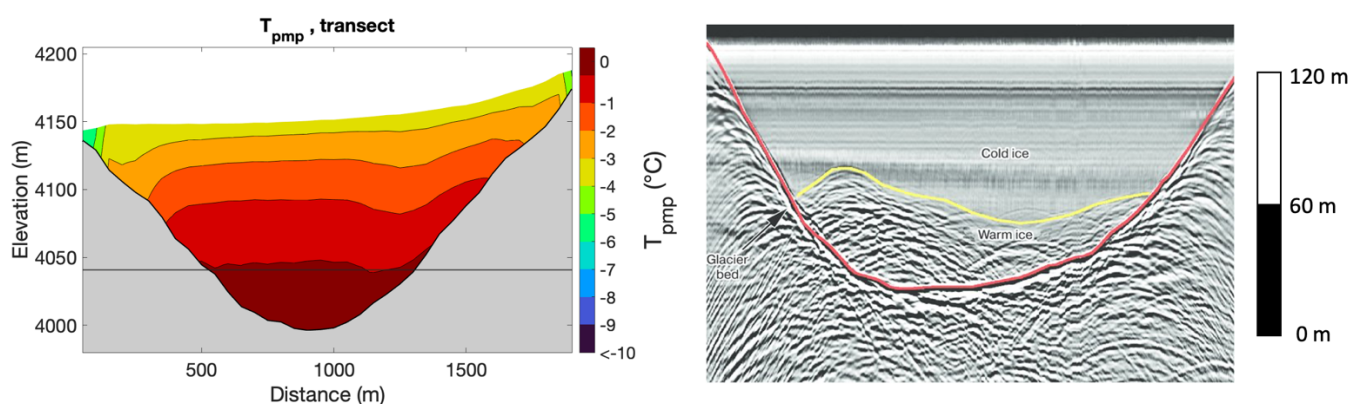 T_pmp , transect
4200
4150
4100
4050
4000
Elevation (m)
500
1000
1500
Distance (m)
0
-1
-2
-3
-4
-5
-6
-7
-8
-9
<-10
T_pmp (°C)
Cold ice
Warm ice
Glacier
bed
120 m
60 m
0 m